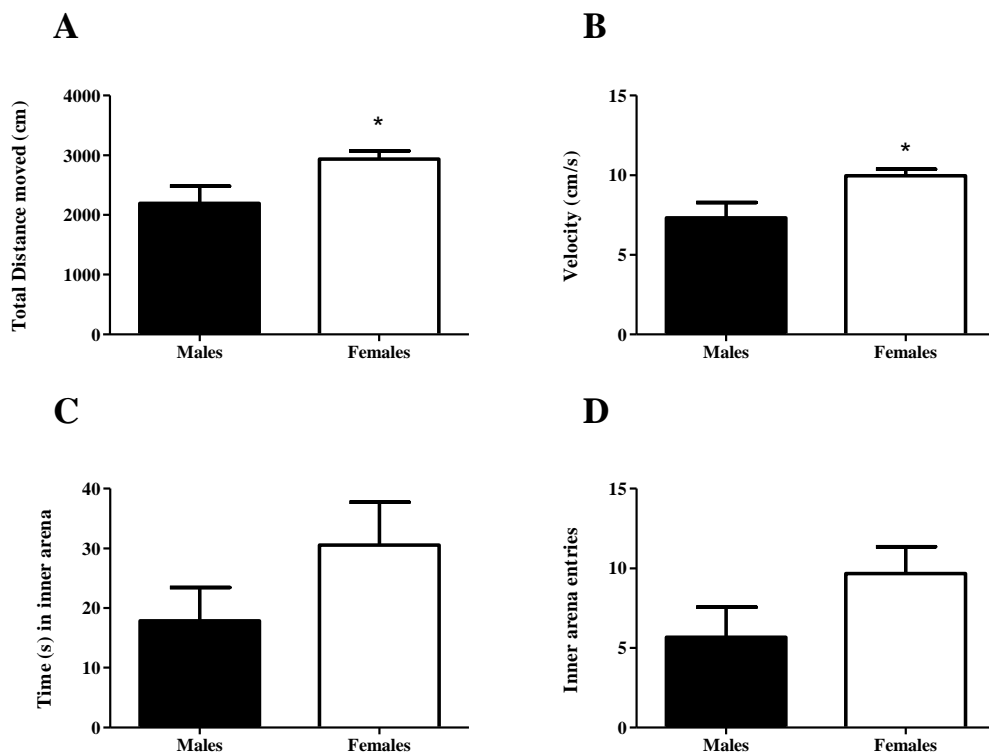 A
Total Distance moved (cm)
4000
3000
2000
1000
0
*
Males
Females
B
Velocity (cm/s)
15
10
5
0
*
Males
Females
C
Time (s) in inner arena
40
30
20
10
0
Males
Females
D
Inner arena entries
15
10
5
0
Males
Females